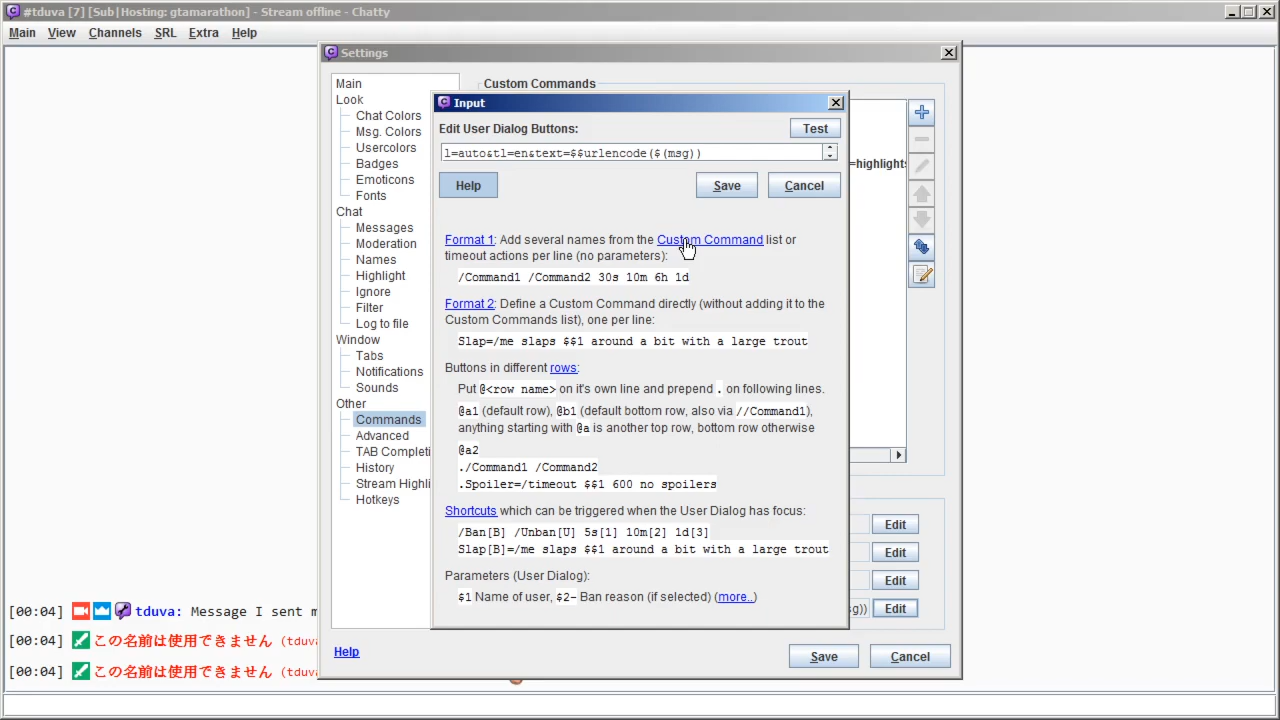 #tduva [7] [Sub|Hosting: gtamarathon] - Stream offline - Chatty
Main View Channels SRL Extra Help
Settings
Main
Look
Chat Colors
Msg. Colors
Usercolors
Badges
Emoticons
Fonts
Chat
Messages
Moderation
Names
Highlight
Ignore
Filter
Log to file
Window
Tabs
Notifications
Sounds
Other
Commands
Advanced
TAB Completi
History
Stream Highli
Hotkeys
Custom Commands
=highlights
Input
Edit User Dialog Buttons:
Test
l=auto&tl=en&text=$$urlencode($(msg))
Help
Save
Cancel
Format 1: Add several names from the Custom Command list or
timeout actions per line (no parameters):
/Command1 /Command2 30s 10m 6h 1d
Format 2: Define a Custom Command directly (without adding it to the
Custom Commands list), one per line:
Slap=/me slaps $$1 around a bit with a large trout
Buttons in different rows:
Put @<row name> on it's own line and prepend . on following lines.
@a1 (default row), @b1 (default bottom row, also via //Command1),
anything starting with @a is another top row, bottom row otherwise
@a2
./Command1 /Command2
.Spoiler=/timeout $$1 600 no spoilers
Shortcuts which can be triggered when the User Dialog has focus:
/Ban[B] /Unban[U] 5s[1] 10m[2] 1d[3]
Slap[B]=/me slaps $$1 around a bit with a large trout
Parameters (User Dialog):
$1 Name of user, $2- Ban reason (if selected) (more..)
Edit
Edit
Edit
sg)) Edit
Help
Save
Cancel
[00:04] tduva: Message I sent m
[00:04] この名前は使用できません (tduva
[00:04] この名前は使用できません (tduva